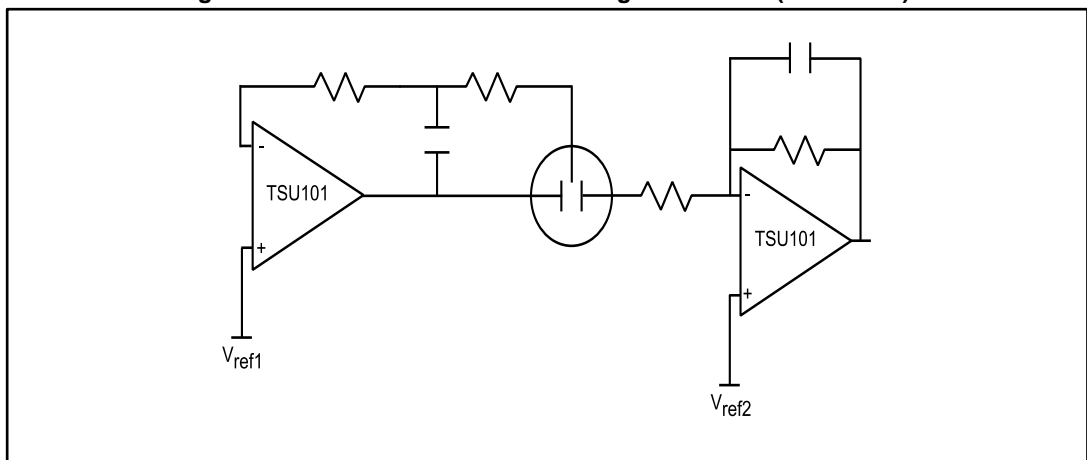 -
TSU101
+
Vref1
-
TSU101
+
Vref2